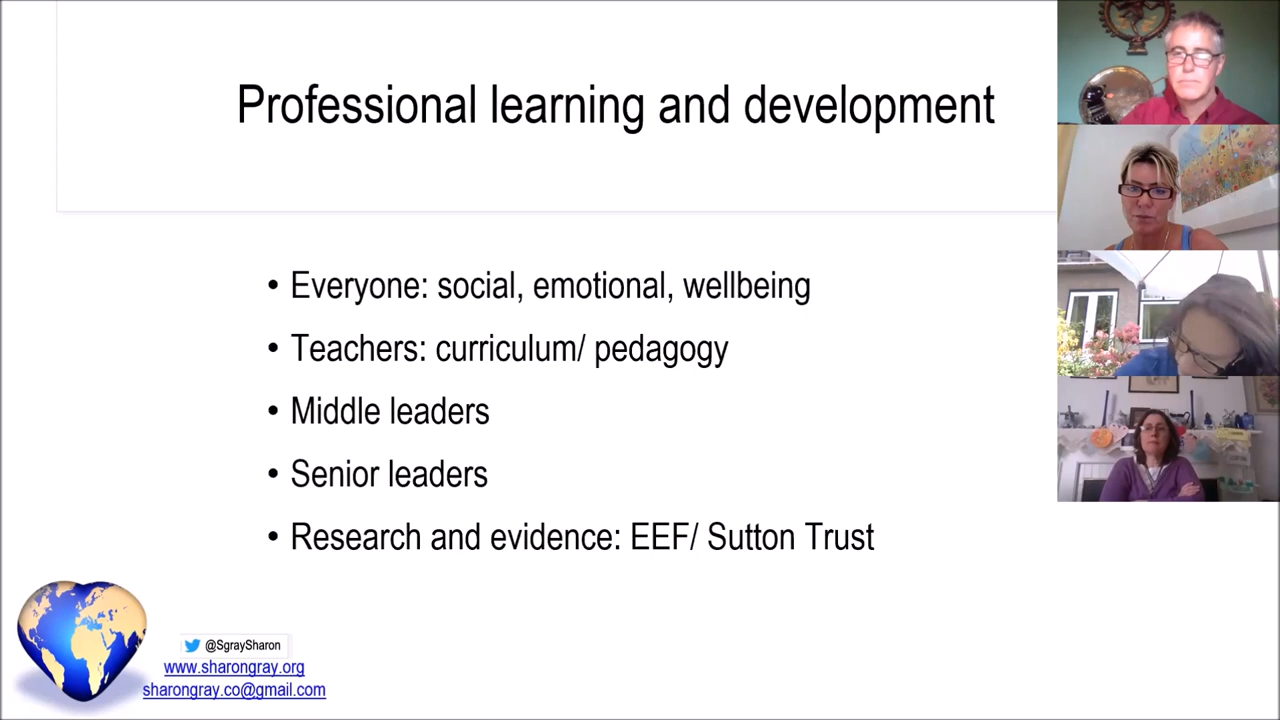 Professional learning and development
• Everyone: social, emotional, wellbeing
• Teachers: curriculum/ pedagogy
• Middle leaders
• Senior leaders
• Research and evidence: EEF/ Sutton Trust
@SgraySharon
www.sharongray.org
sharongray.co@gmail.com